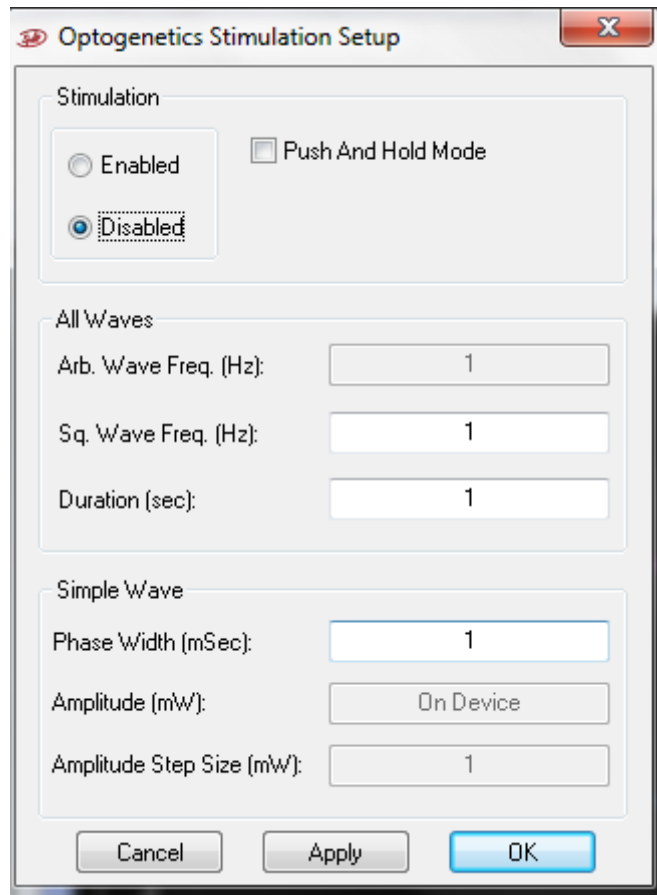 Optogenetics Stimulation Setup
Stimulation
Enabled
Push And Hold Mode
Disabled
All Waves
Arb. Wave Freq. (Hz): 1
Sq. Wave Freq. (Hz): 1
Duration (sec): 1
Simple Wave
Phase Width (mSec): 1
Amplitude (mW): On Device
Amplitude Step Size (mW): 1
Cancel Apply OK